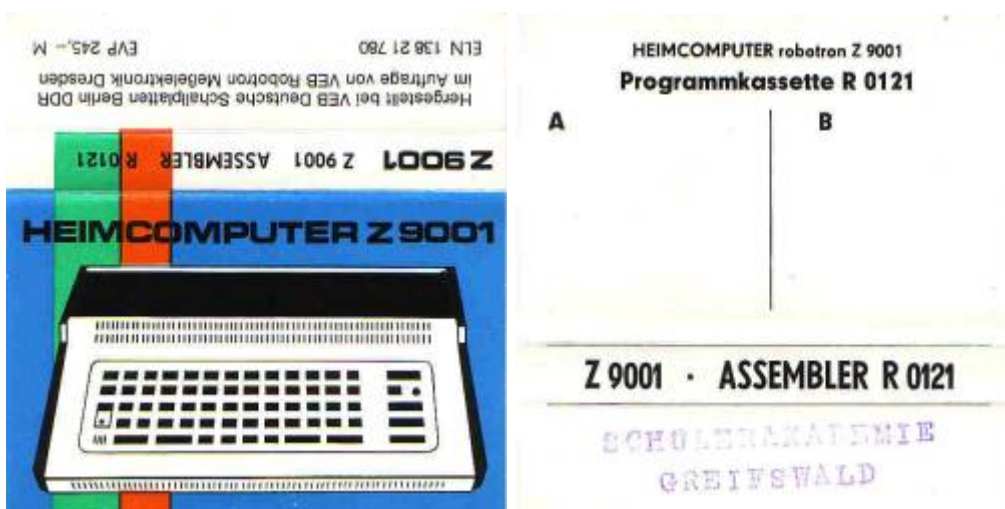 ELN 138 21 780 EVP 245,– M
Hergestellt bei VEB Deutsche Schallplatten Berlin DDR
im Auftrage von VEB Robotron Meßelektronik Dresden
Z 9001 Z 9001 ASSEMBLER R 0121
HEIMCOMPUTER Z 9001
HEIMCOMPUTER robotron Z 9001
Programmkassette R 0121
A B
Z 9001 · ASSEMBLER R 0121
SCHÜLERAKADEMIE
GREIFSWALD